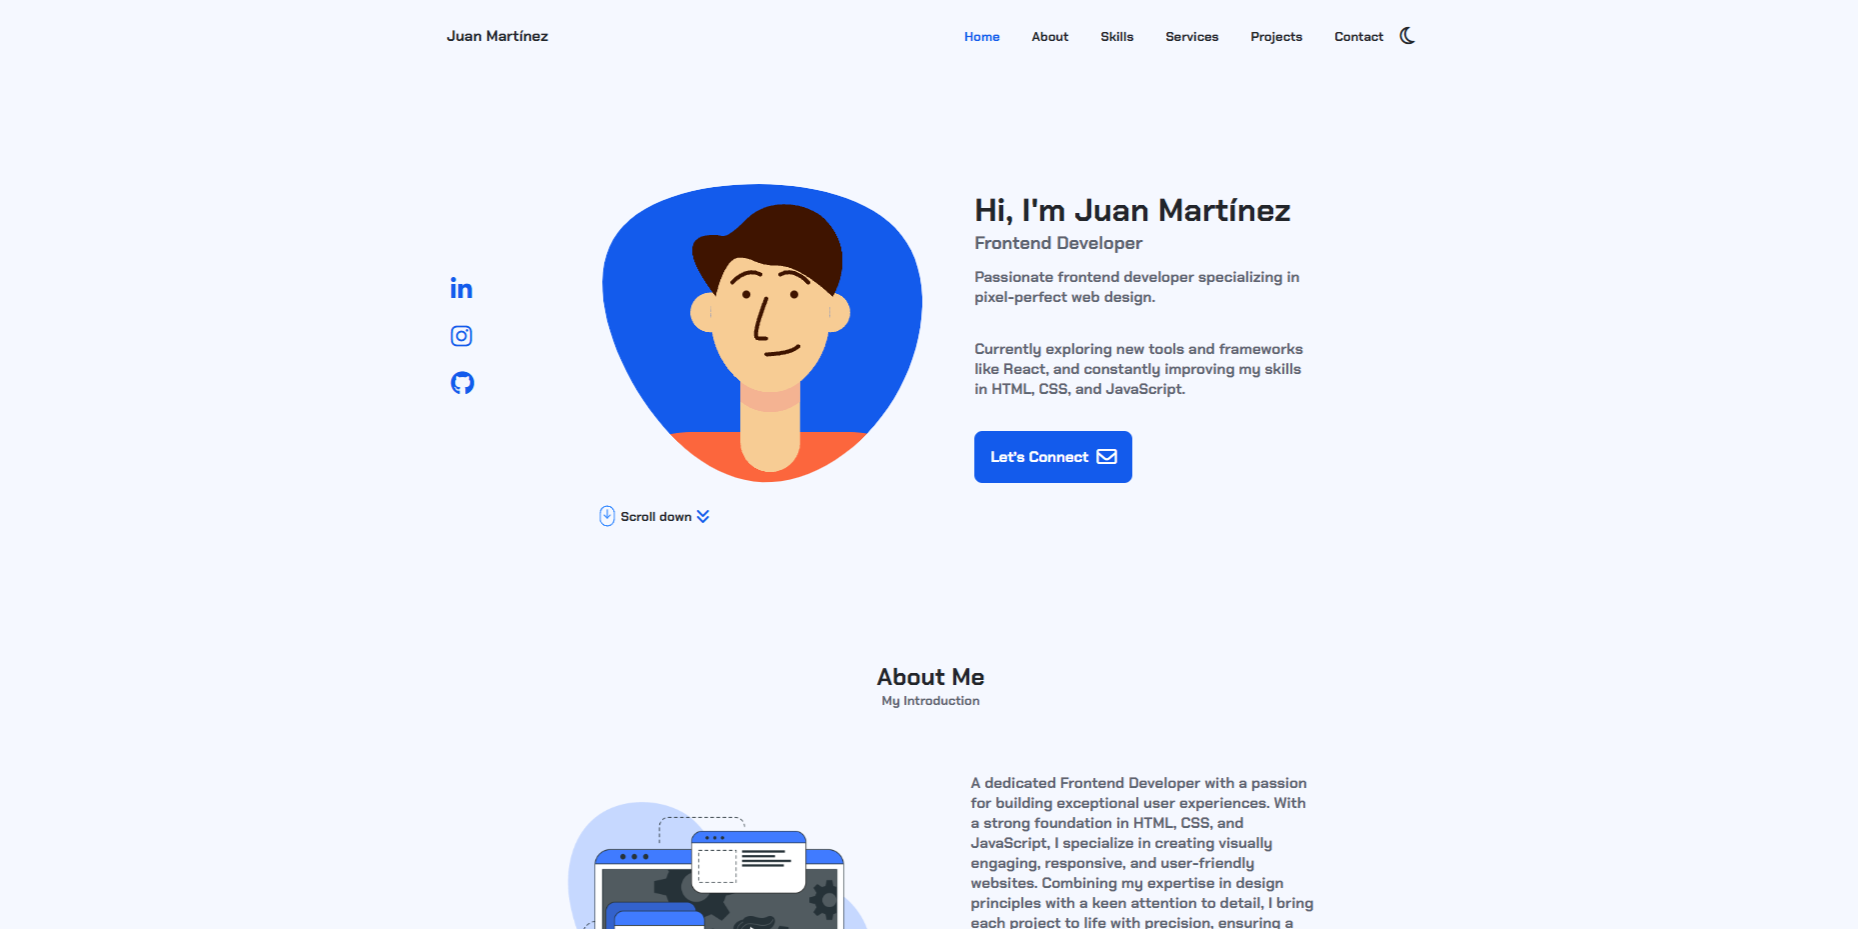 Juan Martínez
Home
About
Skills
Services
Projects
Contact
in
Hi, I'm Juan Martínez
Frontend Developer
Passionate frontend developer specializing in
pixel-perfect web design.
Currently exploring new tools and frameworks
like React, and constantly improving my skills
in HTML, CSS, and JavaScript.
Let's Connect
Scroll down
About Me
My Introduction
A dedicated Frontend Developer with a passion
for building exceptional user experiences. With
a strong foundation in HTML, CSS, and
JavaScript, I specialize in creating visually
engaging, responsive, and user-friendly
websites. Combining my expertise in design
principles with a keen attention to detail, I bring
each project to life with precision, ensuring a